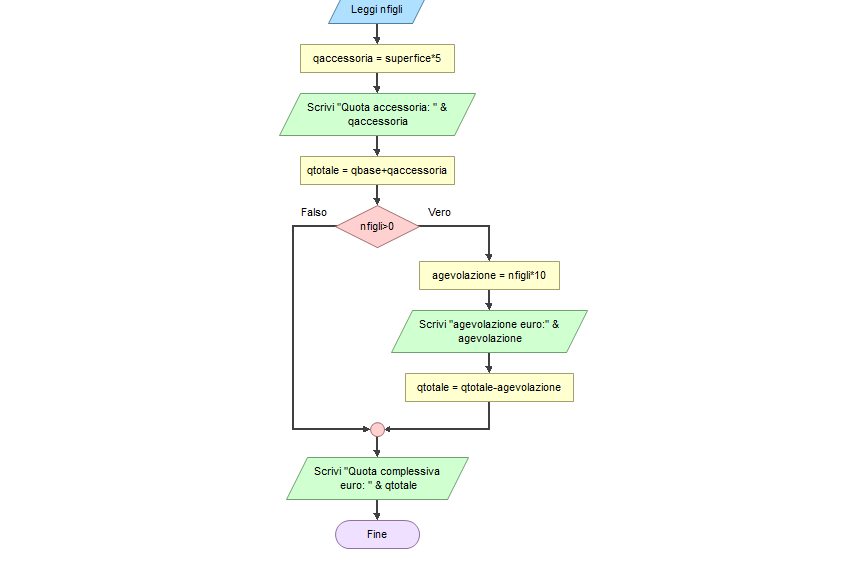 Leggi nfigli
qaccessoria = superfice*5
Scrivi "Quota accessoria: " &
qaccessoria
qtotale = qbase+qaccessoria
Falso
Vero
nfigli>0
agevolazione = nfigli*10
Scrivi "agevolazione euro:" &
agevolazione
qtotale = qtotale-agevolazione
Scrivi "Quota complessiva
euro: " & qtotale
Fine